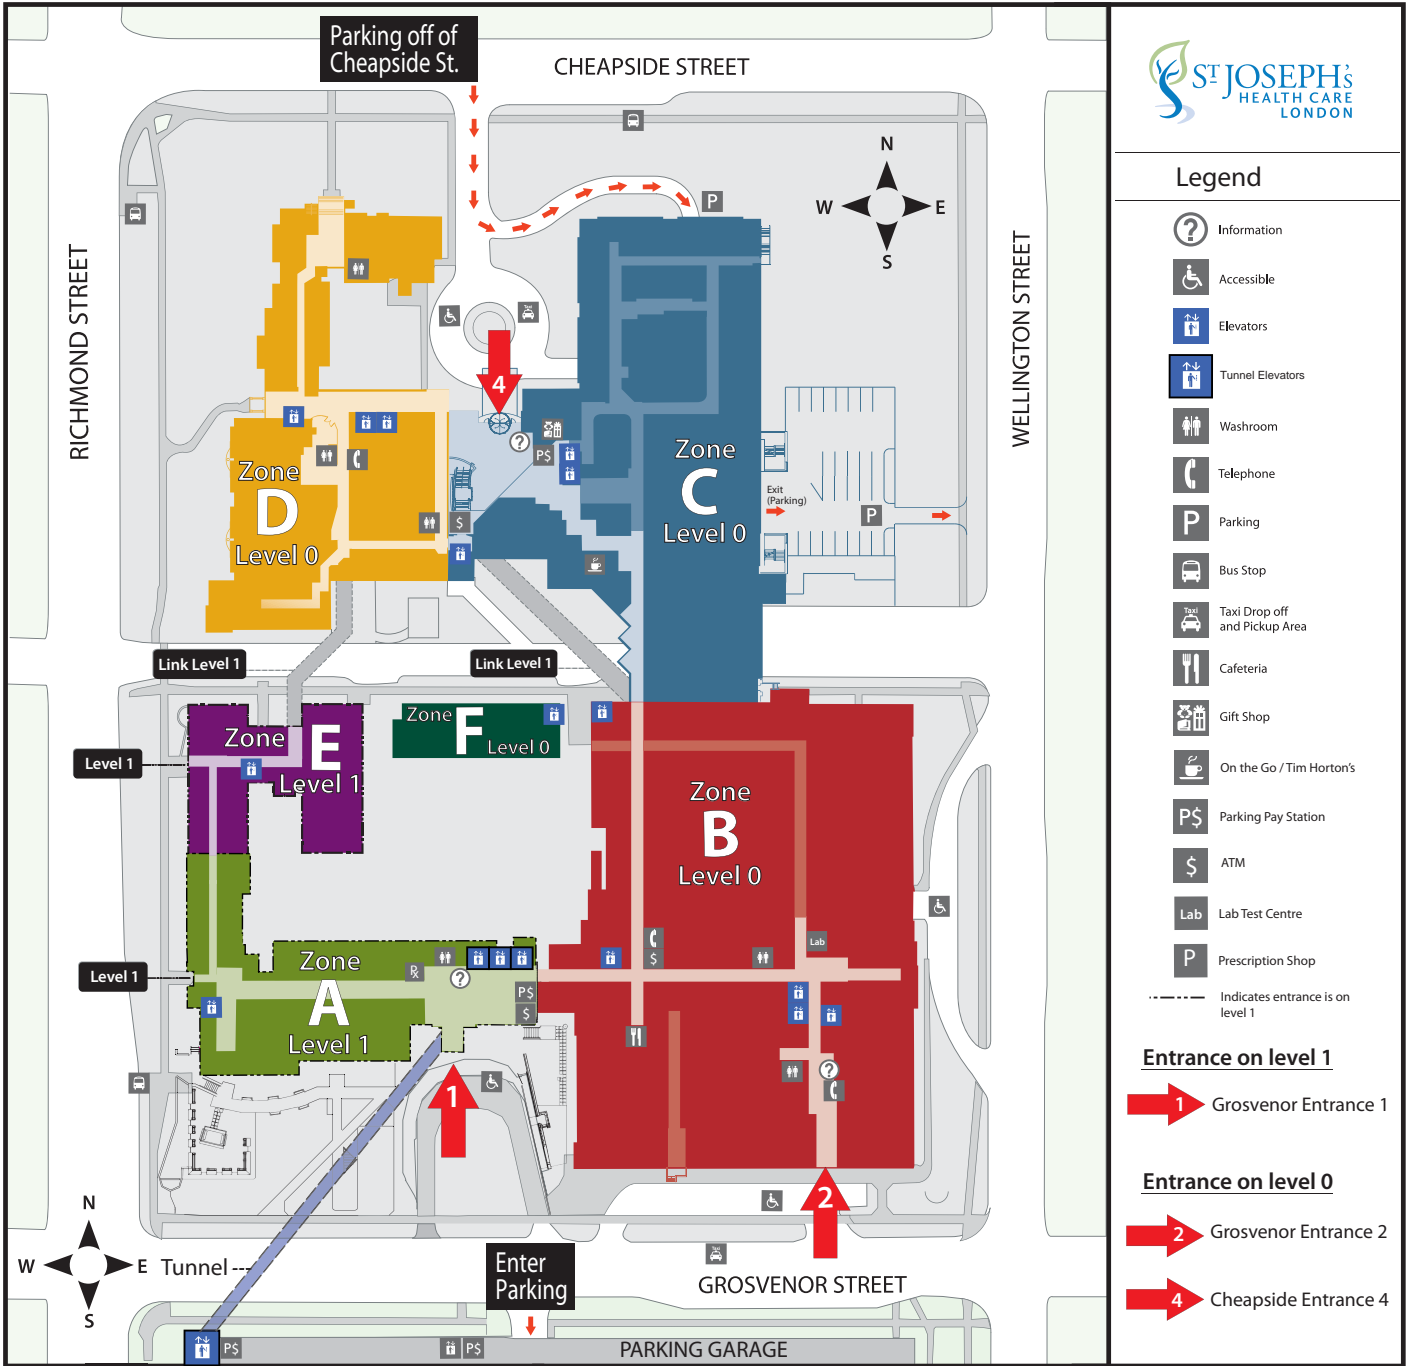 Parking off of
Cheapside St.
CHEAPSIDE STREET
N
W
E
S
P
RICHMOND STREET
WELLINGTON STREET
Taxi
4
?
P$
Zone
D
Level 0
Zone
C
Level 0
$
Exit
(Parking)
P
Link Level 1
Link Level 1
Zone
E
Level 1
Zone
F
Level 0
Level 1
Zone
B
Level 0
Level 1
Zone
A
Level 1
Rx
?
P$
$
$
Lab
?
1
2
N
W
E
S
Tunnel
Enter
Parking
Taxi
GROSVENOR STREET
P$
P$
PARKING GARAGE
ST JOSEPH's
HEALTH CARE
LONDON
Legend
? Information
Accessible
Elevators
Tunnel Elevators
Washroom
Telephone
P Parking
Bus Stop
Taxi Taxi Drop off
and Pickup Area
Cafeteria
Gift Shop
On the Go / Tim Horton's
P$ Parking Pay Station
$ ATM
Lab Lab Test Centre
P Prescription Shop
Indicates entrance is on
level 1
Entrance on level 1
1 Grosvenor Entrance 1
Entrance on level 0
2 Grosvenor Entrance 2
4 Cheapside Entrance 4